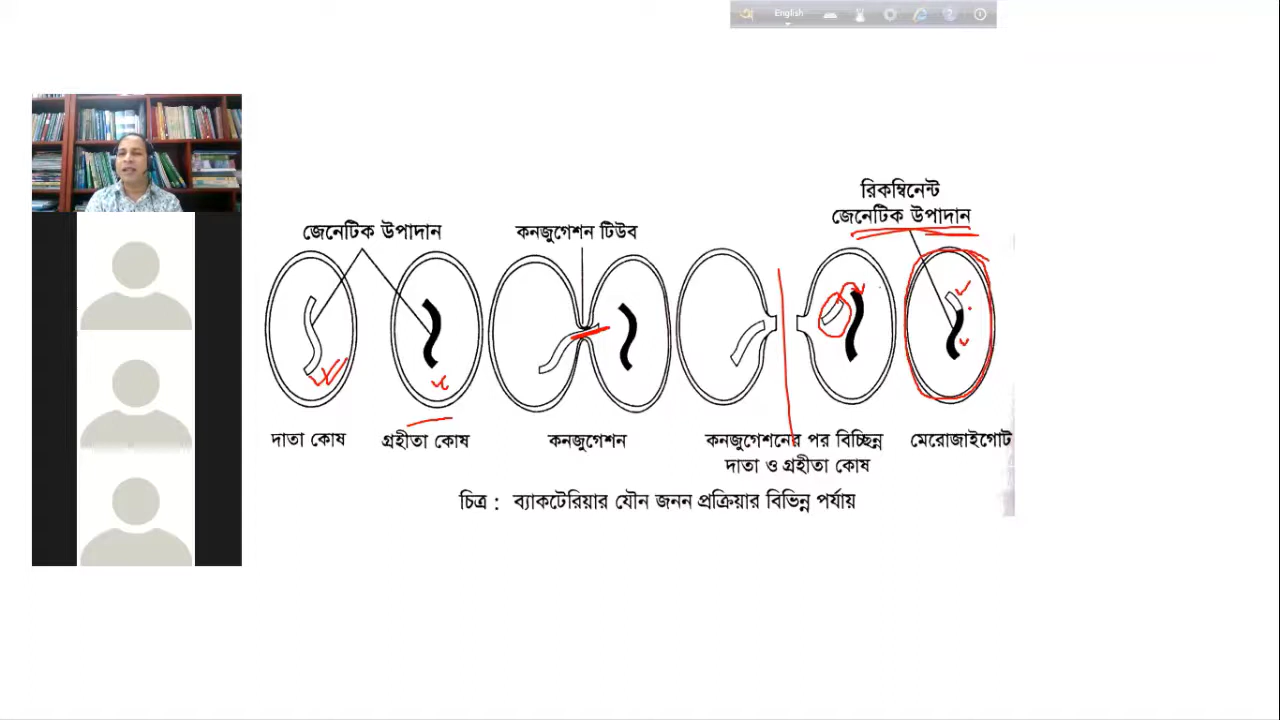 English
রিকম্বিনেন্ট
জেনেটিক উপাদান
জেনেটিক উপাদান
কনজুগেশন টিউব
দাতা কোষ
গ্রহীতা কোষ
কনজুগেশন
কনজুগেশনের পর বিচ্ছিন্ন
দাতা ও গ্রহীতা কোষ
মেরোজাইগোট
চিত্র : ব্যাকটেরিয়ার যৌন জনন প্রক্রিয়ার বিভিন্ন পর্যায়